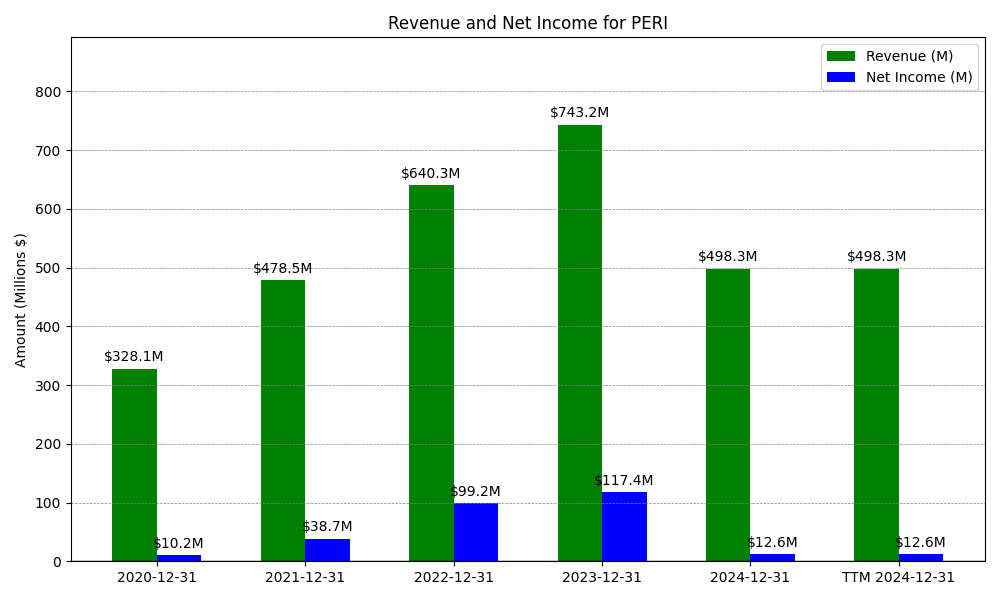 Revenue and Net Income for PERI
Revenue (M)
Net Income (M)
Amount (Millions $)
800
700
600
500
400
300
200
100
0
$328.1M
$10.2M
$478.5M
$38.7M
$640.3M
$99.2M
$743.2M
$117.4M
$498.3M
$12.6M
$498.3M
$12.6M
2020-12-31
2021-12-31
2022-12-31
2023-12-31
2024-12-31
TTM 2024-12-31